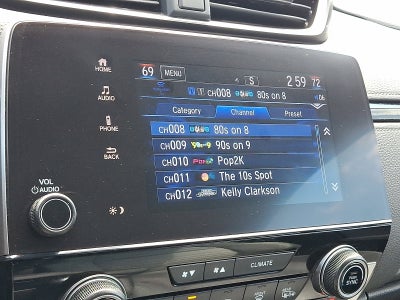 HOME
69 MENU S 2 59 72
CH008 80s on 8
AUDIO
Category Channel Preset
PHONE
CH008 80s on 8
CH009 90s on 9
BACK
CH010 POP2K Pop2K
CH011 The 10s Spot
CH012 Kelly Clarkson
VOL
AUDIO
CLIMATE
SYNC